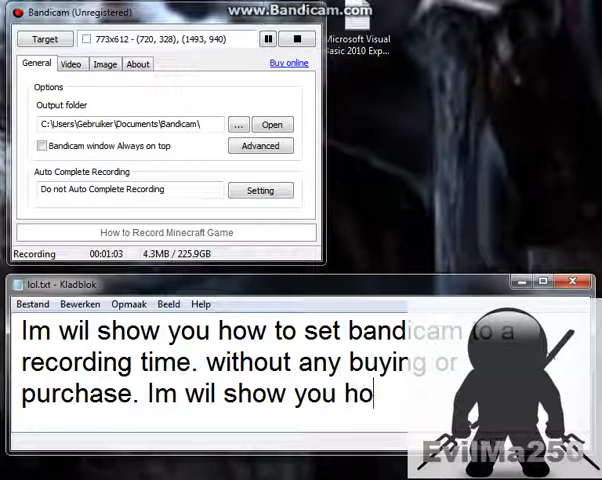 www.Bandicam.com
Bandicam (Unregistered)
Target
773x612 - (720, 328), (1493, 940)
Microsoft Visual
Basic 2010 Exp...
General Video Image About
Buy online
Options
Output folder
C:\Users\Gebruiker\Documents\Bandicam\
... Open
Bandicam window Always on top
Advanced
Auto Complete Recording
Do not Auto Complete Recording
Setting
How to Record Minecraft Game
Recording 00:01:03 4.3MB / 225.9GB
lol.txt - Kladblok
Bestand Bewerken Opmaak Beeld Help
Im wil show you how to set bandicam to a
recording time. without any buying or
purchase. Im wil show you ho
EvilMa250